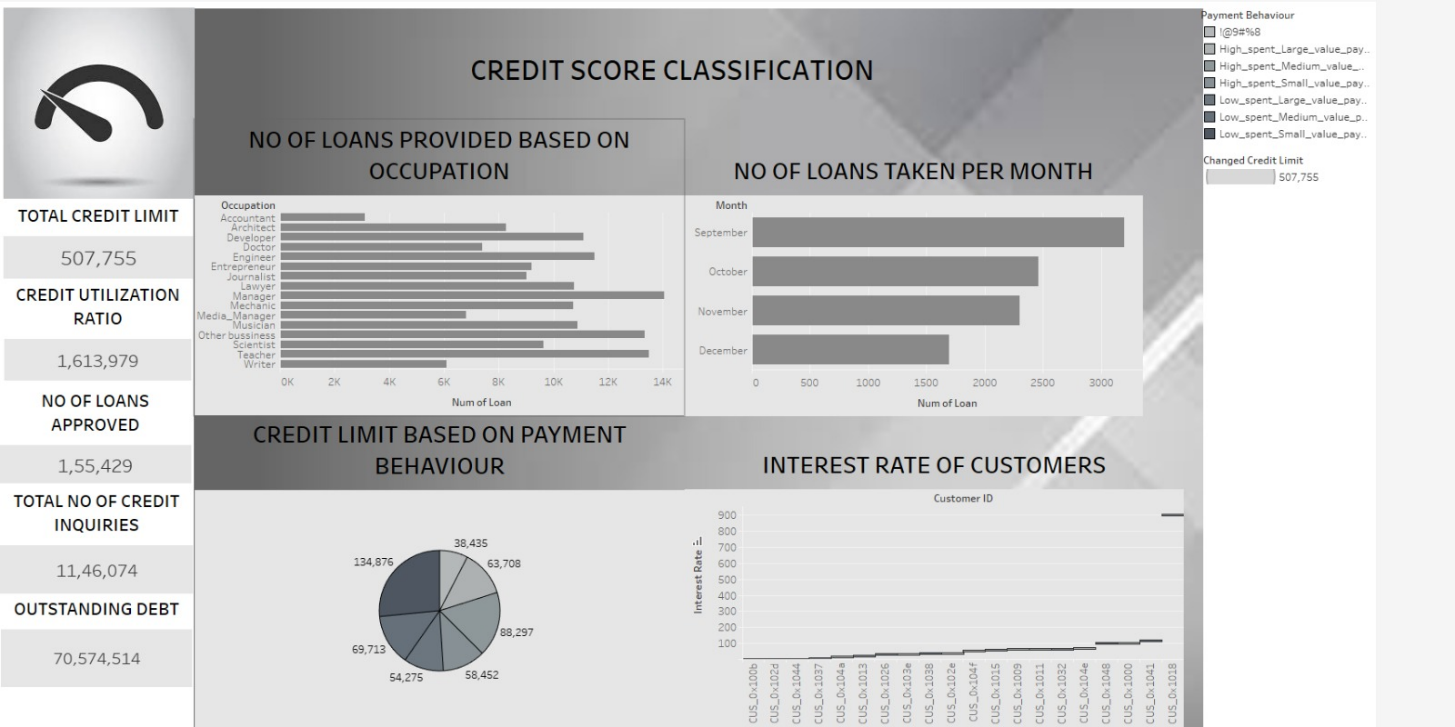 CREDIT SCORE CLASSIFICATION
TOTAL CREDIT LIMIT
507,755
CREDIT UTILIZATION
RATIO
1,613,979
NO OF LOANS
APPROVED
1,55,429
TOTAL NO OF CREDIT
INQUIRIES
11,46,074
OUTSTANDING DEBT
70,574,514
NO OF LOANS PROVIDED BASED ON
OCCUPATION
Occupation
Accountant
Architect
Developer
Doctor
Engineer
Entrepreneur
Journalist
Lawyer
Manager
Mechanic
Media_Manager
Musician
Other bussiness
Scientist
Teacher
Writer
0K 2K 4K 6K 8K 10K 12K 14K
Num of Loan
NO OF LOANS TAKEN PER MONTH
Month
September
October
November
December
0 500 1000 1500 2000 2500 3000
Num of Loan
CREDIT LIMIT BASED ON PAYMENT
BEHAVIOUR
38,435
63,708
88,297
58,452
54,275
69,713
134,876
INTEREST RATE OF CUSTOMERS
Customer ID
Interest Rate
900
800
700
600
500
400
300
200
100
CUS_0x100b
CUS_0x102d
CUS_0x1044
CUS_0x1037
CUS_0x104a
CUS_0x1013
CUS_0x1026
CUS_0x103e
CUS_0x1038
CUS_0x102e
CUS_0x104f
CUS_0x1015
CUS_0x1009
CUS_0x1011
CUS_0x1032
CUS_0x104e
CUS_0x1048
CUS_0x1000
CUS_0x1041
CUS_0x1018
Payment Behaviour
!@9#%8
High_spent_Large_value_pay..
High_spent_Medium_value_..
High_spent_Small_value_pay..
Low_spent_Large_value_pay..
Low_spent_Medium_value_p..
Low_spent_Small_value_pay..
Changed Credit Limit
507,755